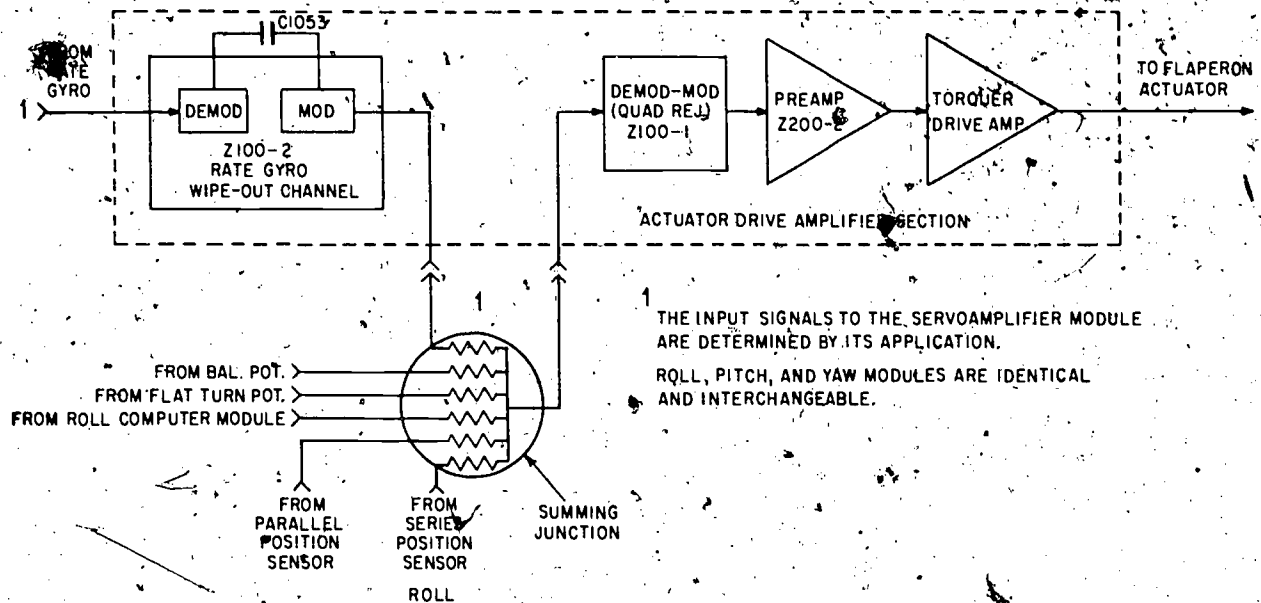 C1053
GYRO
1
DEMOD
MOD
Z100-2
RATE GYRO
WIPE-OUT CHANNEL
DEMOD-MOD
(QUAD REJ.)
Z100-1
PREAMP
Z200-2
TORQUER
DRIVE AMP.
TO FLAPERON
ACTUATOR
ACTUATOR DRIVE AMPLIFIER SECTION
1
FROM BAL. POT.
FROM FLAT TURN POT.
FROM ROLL COMPUTER MODULE
FROM
PARALLEL
POSITION
SENSOR
FROM
SERIES
POSITION
SENSOR
SUMMING
JUNCTION
ROLL
1
THE INPUT SIGNALS TO THE SERVOAMPLIFIER MODULE
ARE DETERMINED BY ITS APPLICATION.
ROLL, PITCH, AND YAW MODULES ARE IDENTICAL
AND INTERCHANGEABLE.